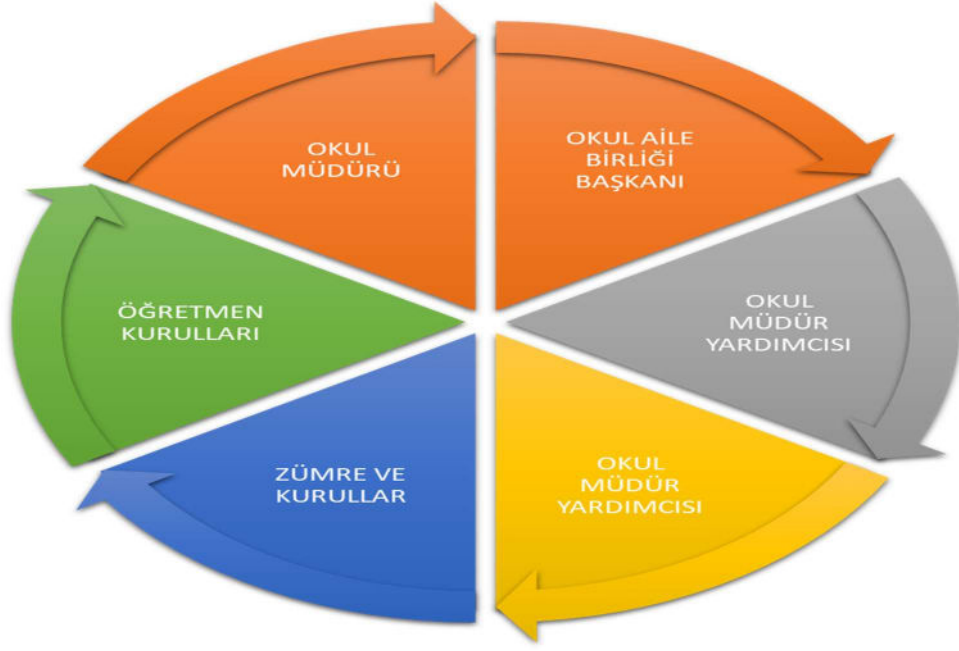 OKUL
MÜDÜRÜ
OKUL AİLE
BİRLİĞİ
BAŞKANI
OKUL
MÜDÜR
YARDIMCISI
OKUL
MÜDÜR
YARDIMCISI
ZÜMRE VE
KURULLAR
ÖĞRETMEN
KURULLARI